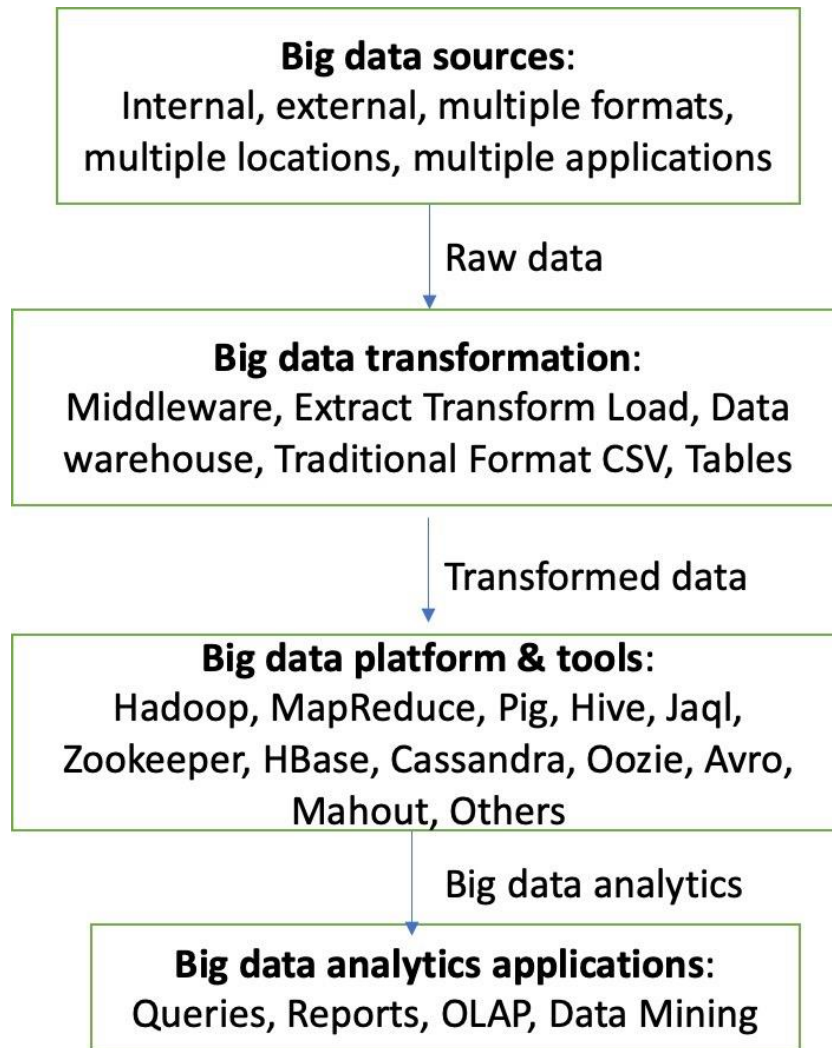 Big data sources:
Internal, external, multiple formats,
multiple locations, multiple applications
Raw data
Big data transformation:
Middleware, Extract Transform Load, Data
warehouse, Traditional Format CSV, Tables
Transformed data
Big data platform & tools:
Hadoop, MapReduce, Pig, Hive, Jaql,
Zookeeper, HBase, Cassandra, Oozie, Avro,
Mahout, Others
Big data analytics
Big data analytics applications:
Queries, Reports, OLAP, Data Mining